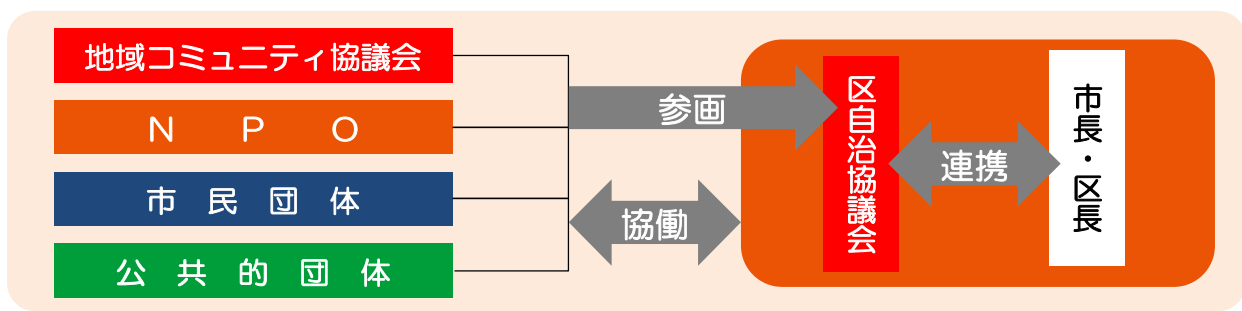 地域コミュニティ協議会
NPO
市民団体
公共的団体
参画
協働
区自治協議会
連携
市長・区長